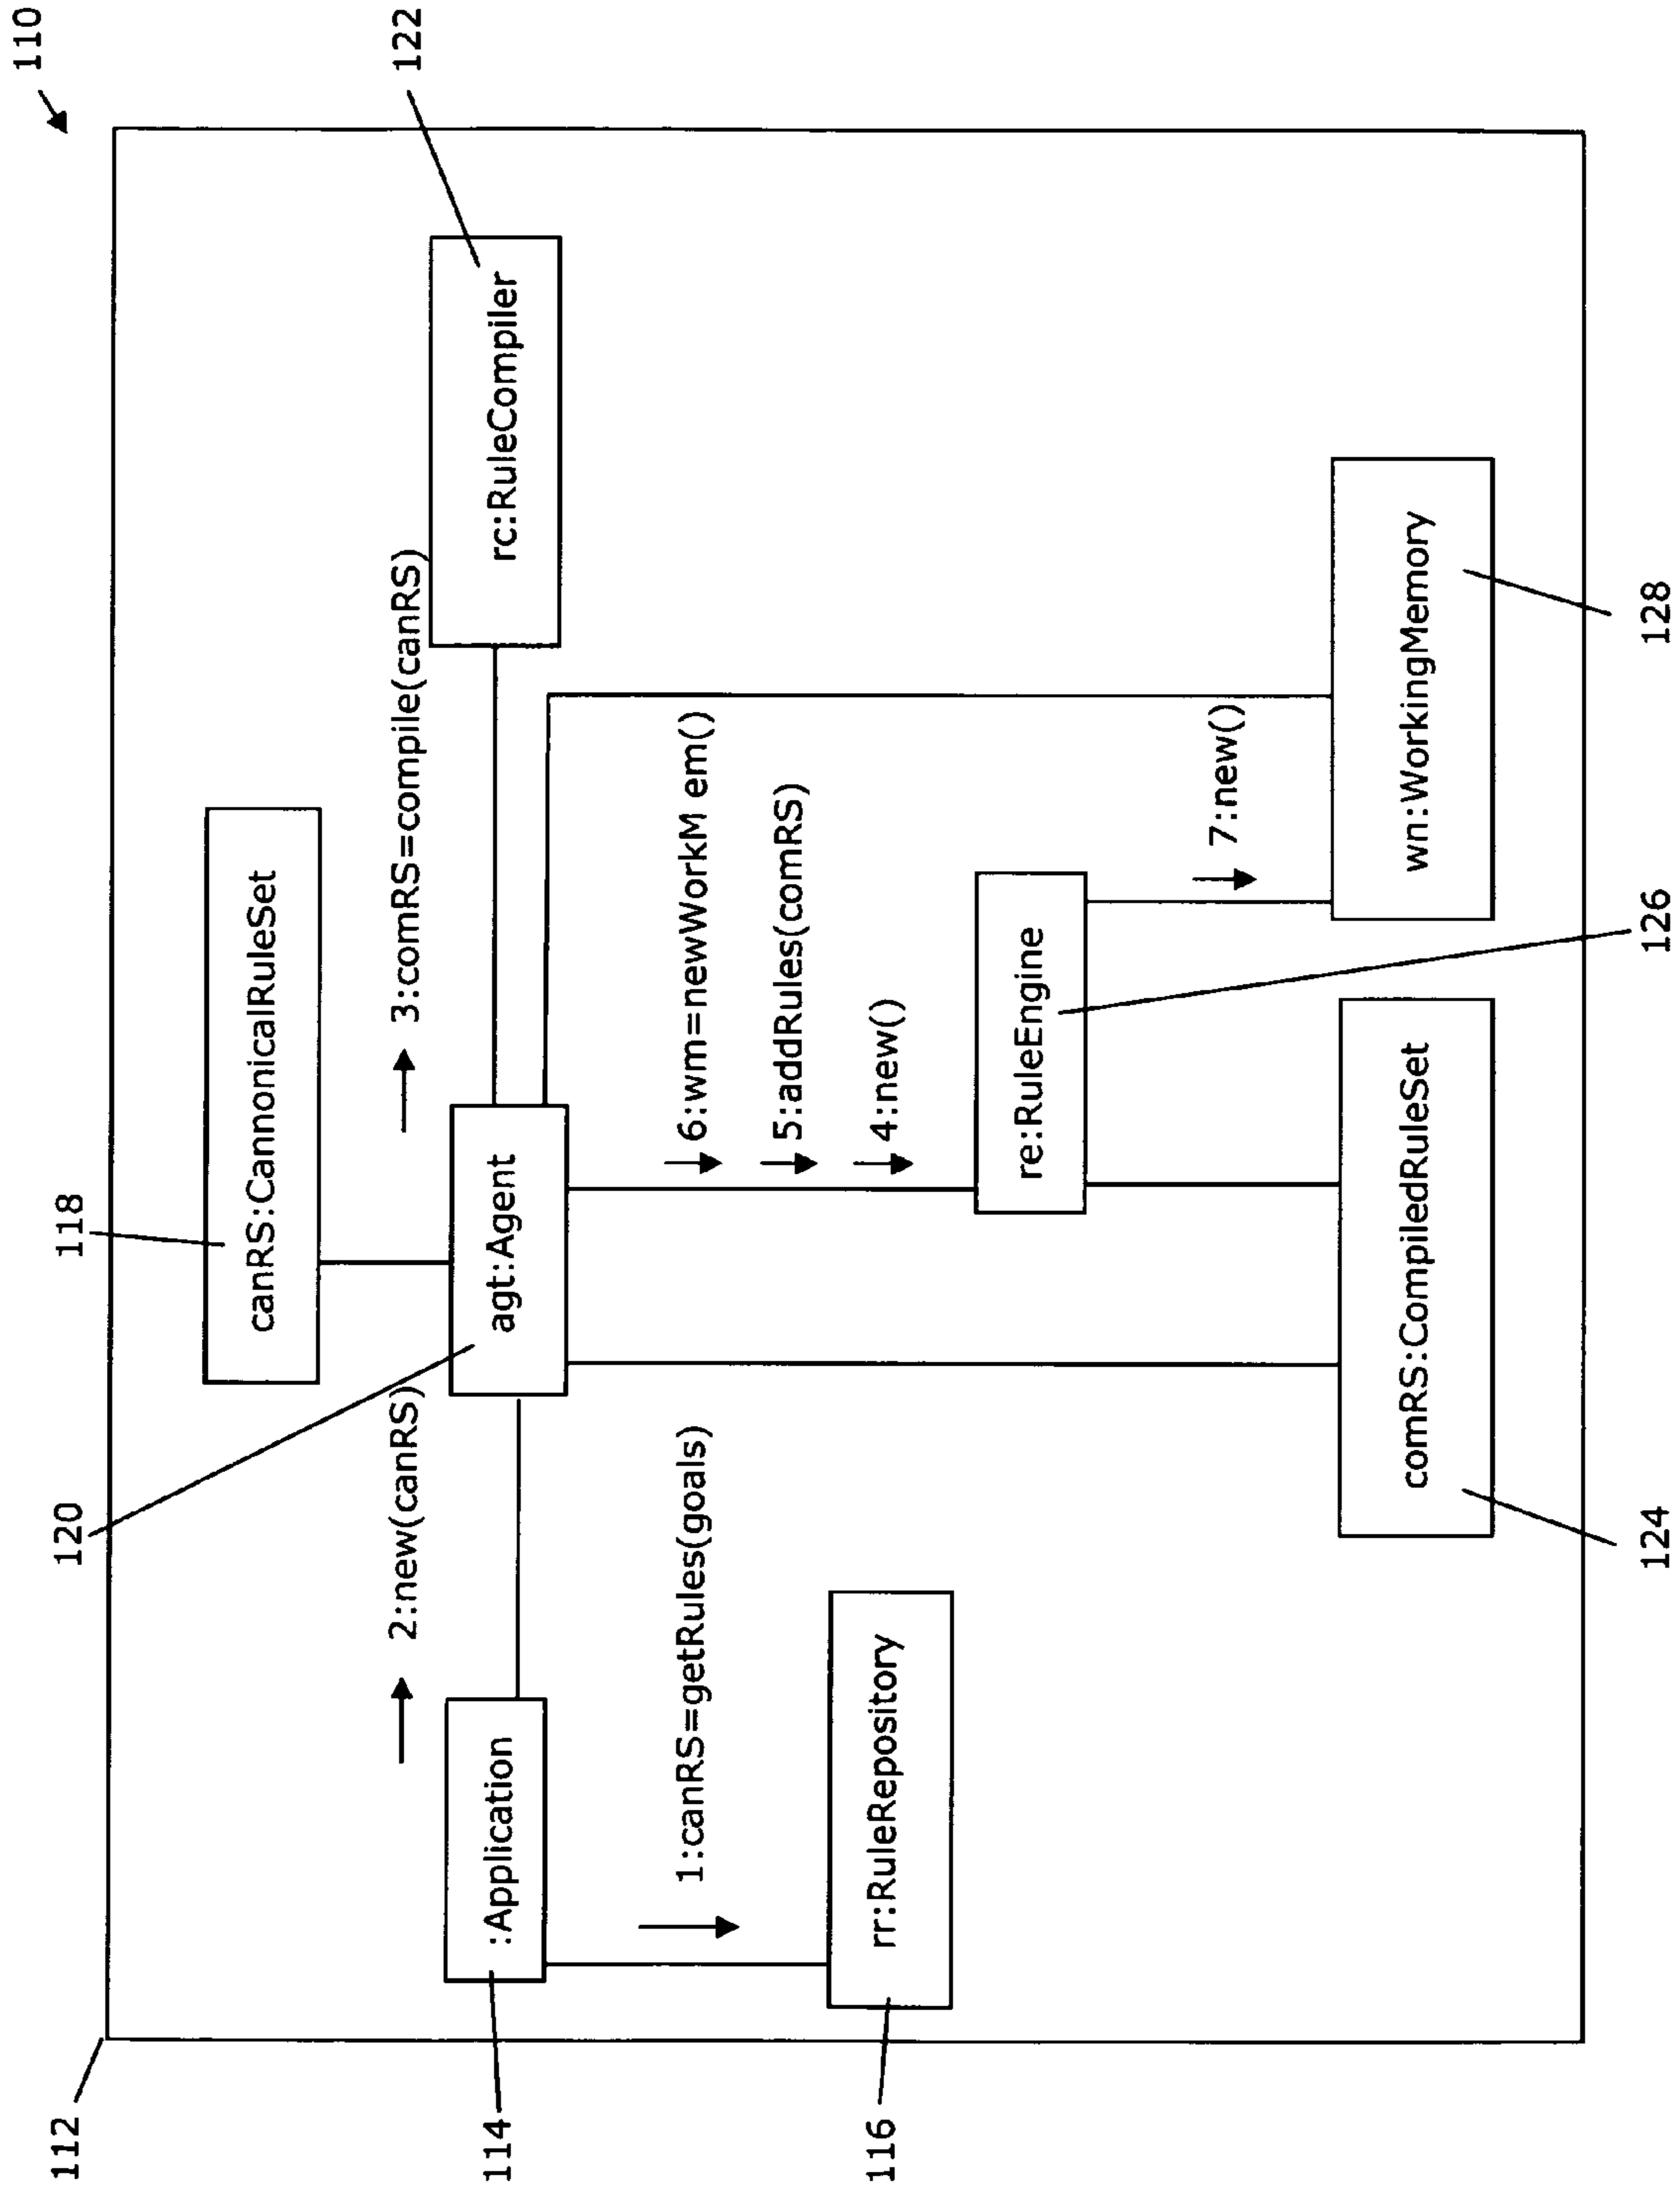 110
112
118
canRS:CannonicalRuleSet
120
122
2:new(canRS)
3:comRS=compile(canRS)
:Application
agt:Agent
rc:RuleCompiler
114
1:canRS=getRules(goals)
6:wm=newWorkM em()
5:addRules(comRS)
4:new()
rr:RuleRepository
116
re:RuleEngine
7:new()
comRS:CompiledRuleSet
wn:WorkingMemory
124
126
128